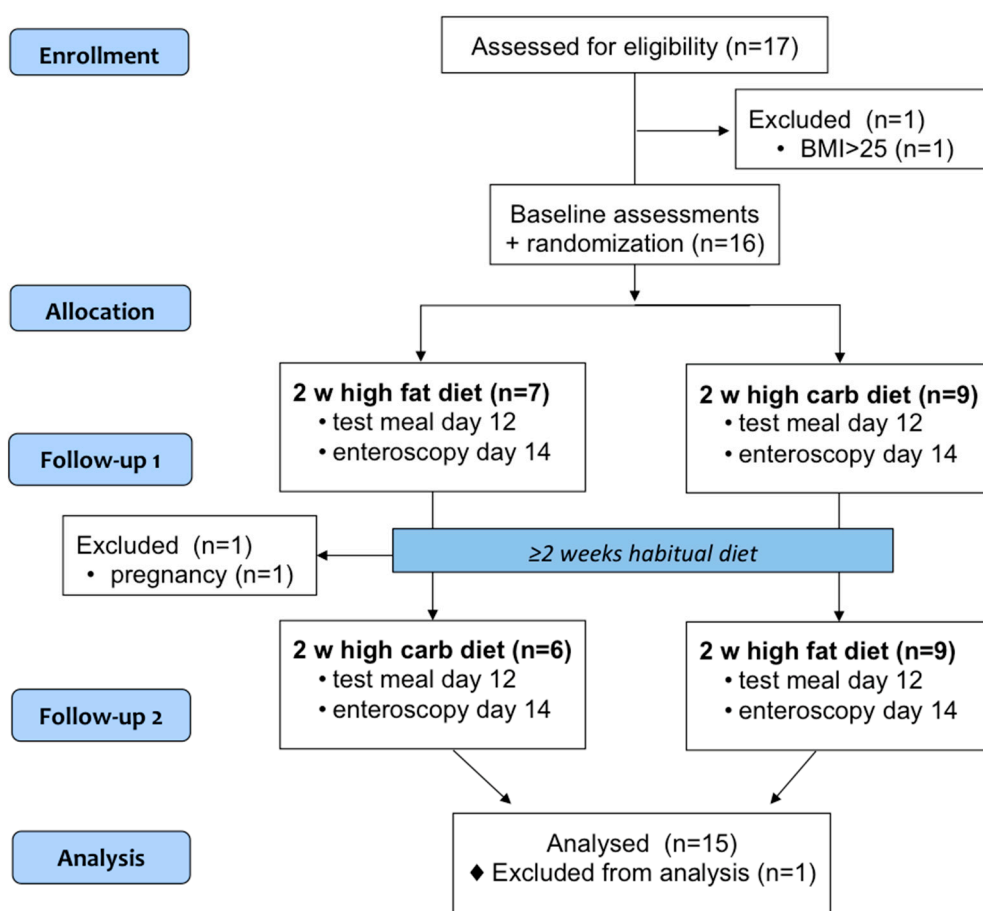 Enrollment
Assessed for eligibility (n=17)
Excluded (n=1)
• BMI>25 (n=1)
Baseline assessments
+ randomization (n=16)
Allocation
2 w high fat diet (n=7)
• test meal day 12
• enteroscopy day 14
2 w high carb diet (n=9)
• test meal day 12
• enteroscopy day 14
Follow-up 1
Excluded (n=1)
• pregnancy (n=1)
≥2 weeks habitual diet
2 w high carb diet (n=6)
• test meal day 12
• enteroscopy day 14
2 w high fat diet (n=9)
• test meal day 12
• enteroscopy day 14
Follow-up 2
Analysed (n=15)
♦ Excluded from analysis (n=1)
Analysis